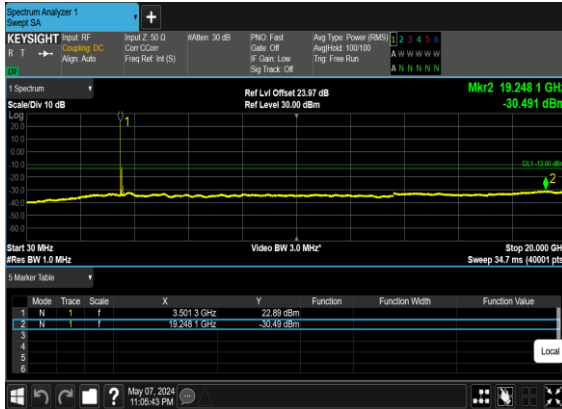 Spectrum Analyzer 1
Swept SA
+
KEYSIGHT Input: RF Input Z: 50 Ω #Atten: 30 dB PNO: Fast Avg Type: Power (RMS) 1 2 3 4 5 6
R T Coupling: DC Corr CCorr Gate: Off Avg|Hold: 100/100 A W W W W W
Align: Auto Freq Ref: Int (S) IF Gain: Low Trig: Free Run
Sig Track: Off A N N N N N
1 Spectrum Ref Lvl Offset 23.97 dB Mkr2 19.248 1 GHz
Scale/Div 10 dB Ref Level 30.00 dBm -30.491 dBm
Log
20.0
10.0
0.00
-10.0
-20.0
-30.0
-40.0
-50.0
-60.0
1
DL1 -13.00 dBm
2
Start 30 MHz Video BW 3.0 MHz* Stop 20.000 GHz
#Res BW 1.0 MHz Sweep 34.7 ms (40001 pts)
5 Marker Table
Mode Trace Scale X Y Function Function Width Function Value
1 N 1 f 3.501 3 GHz 22.89 dBm
2 N 1 f 19.248 1 GHz -30.49 dBm
3
4
5
6
Local
? May 07, 2024
11:05:43 PM